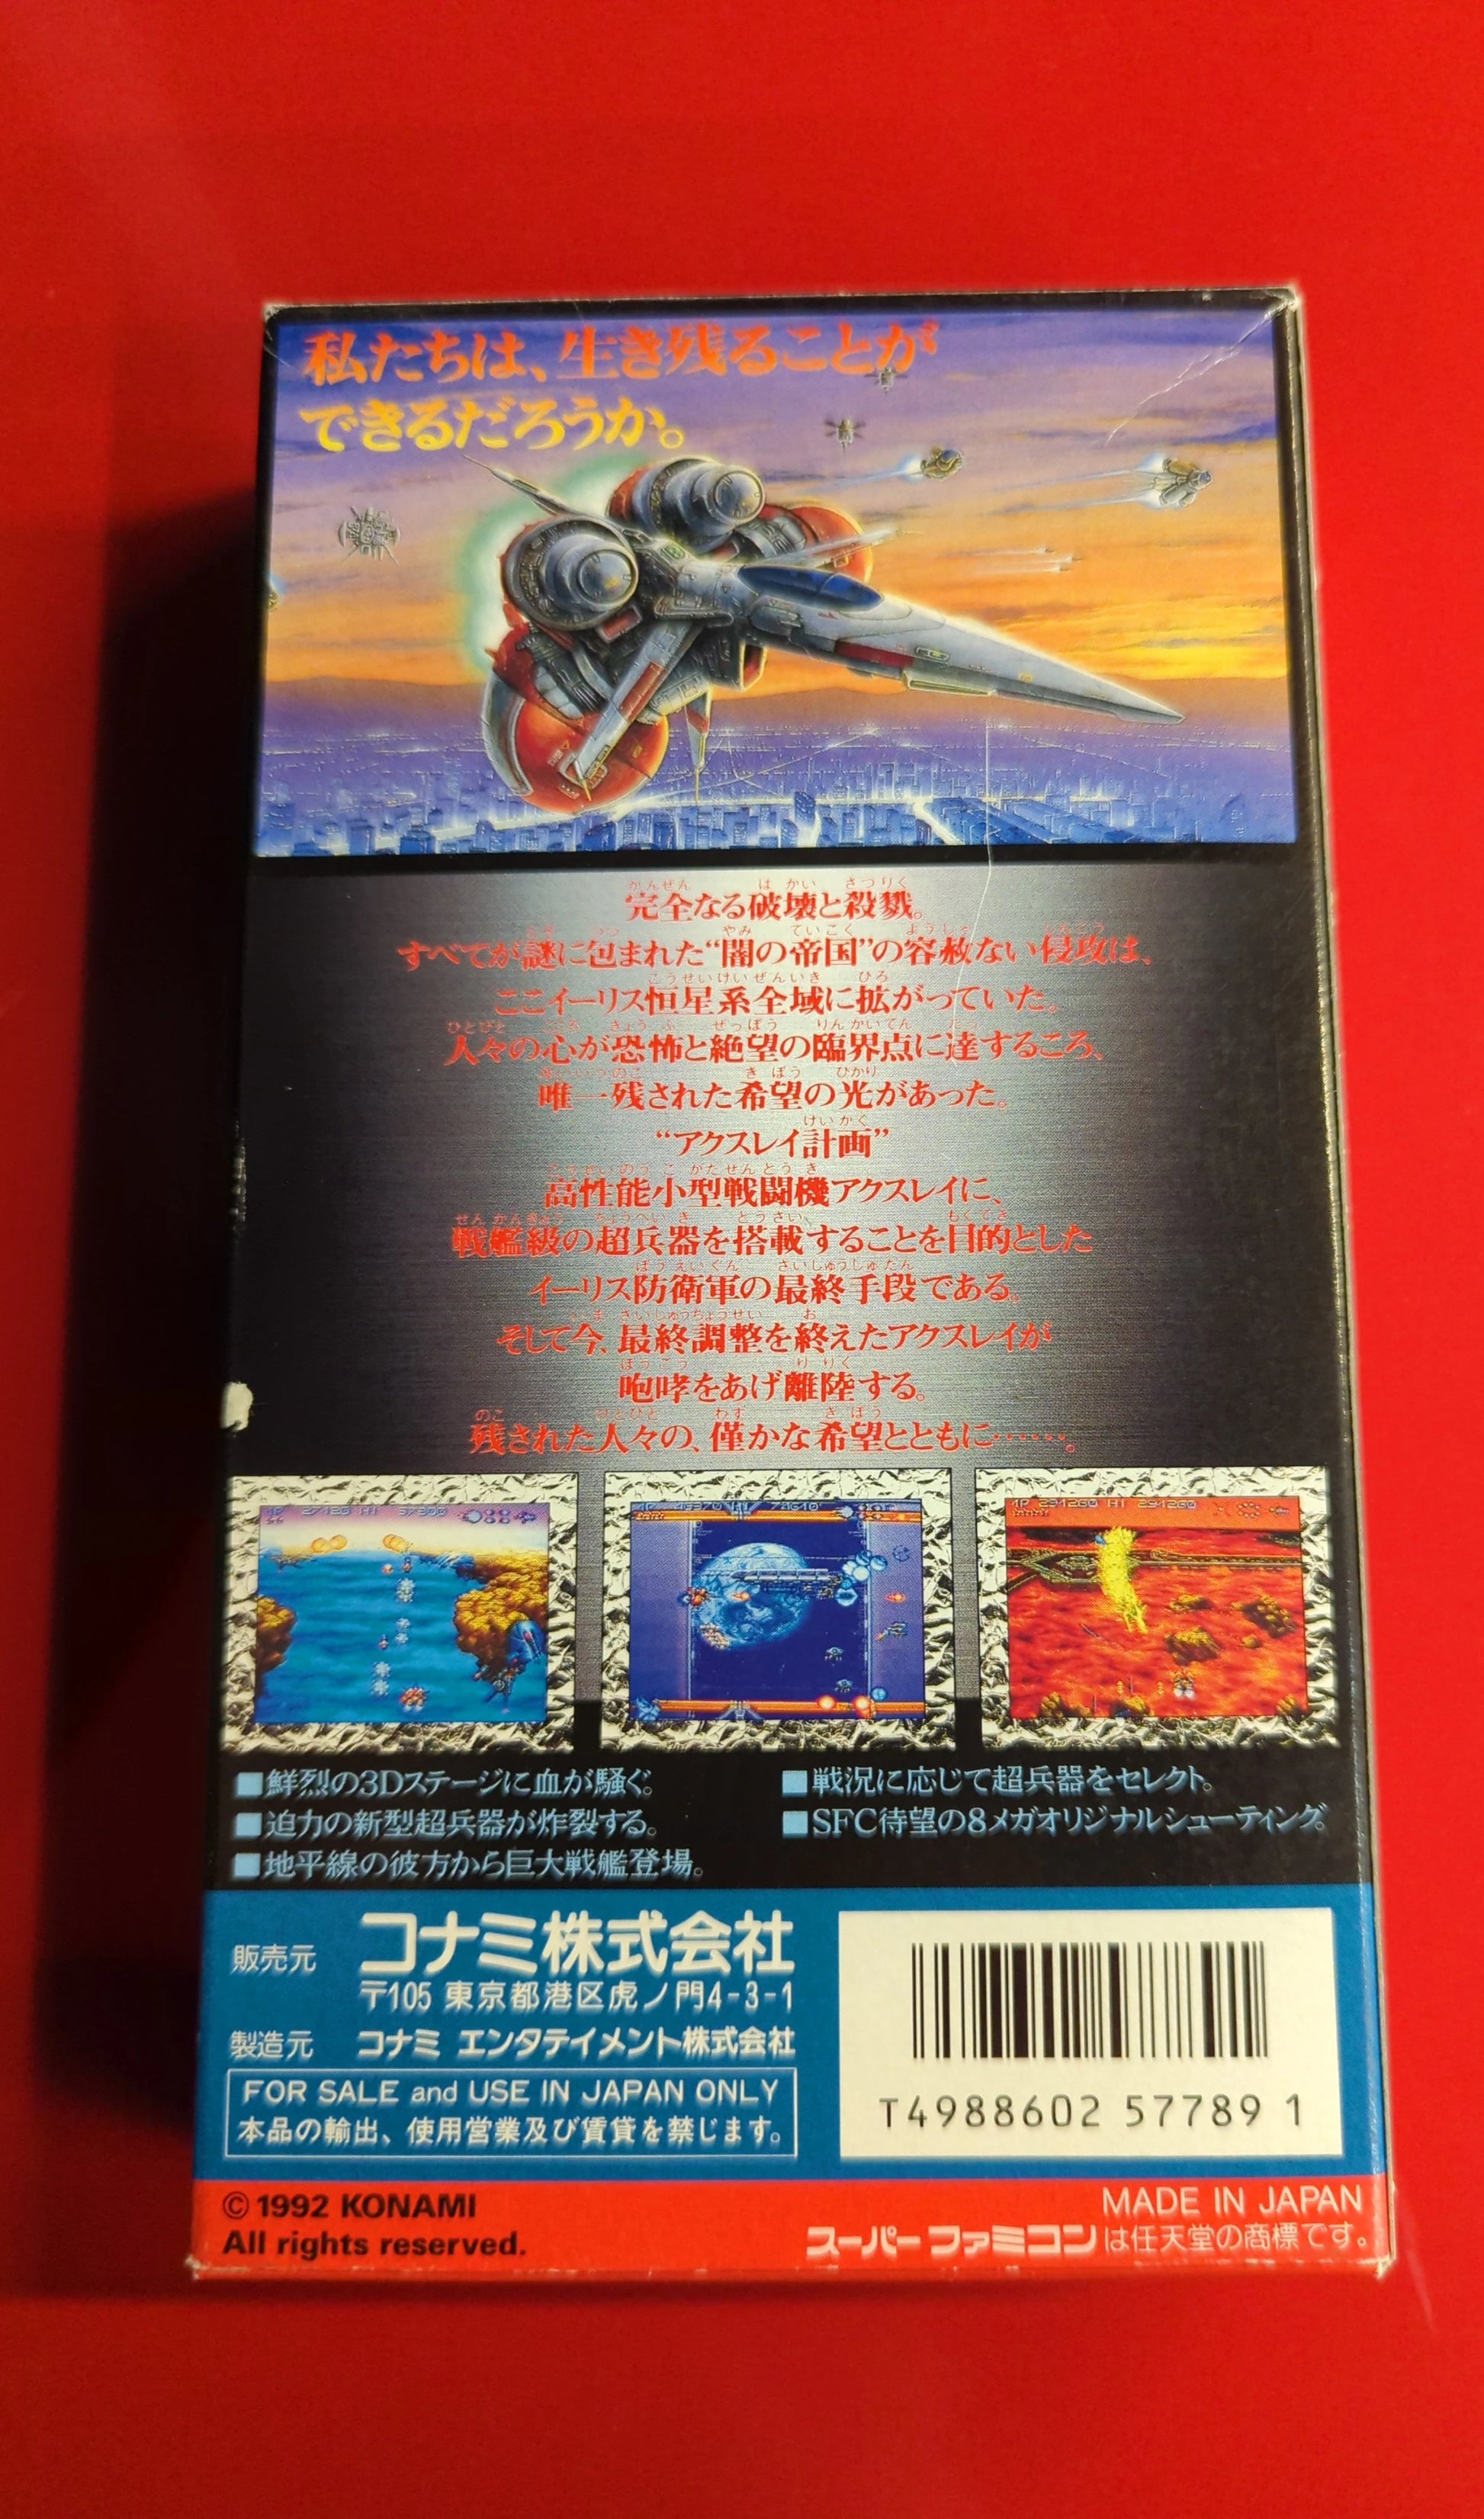 私たちは、生き残ることが
できるだろうか。
完全なる破壊と殺戮。
すべてが謎に包まれた“闇の帝国”の容赦ない侵攻は、
ここイーリス恒星系全域に拡がっていた。
人々の心が恐怖と絶望の臨界点に達するころ、
唯一残された希望の光があった。
“アクスレイ計画”
高性能小型戦闘機アクスレイに、
戦艦級の超兵器を搭載することを目的とした
イーリス防衛軍の最終手段である。
そして今、最終調整を終えたアクスレイが
咆哮をあげ離陸する。
残された人々の、僅かな希望とともに……。
1P 294260 HI 294260
■鮮烈の3Dステージに血が騒ぐ。
■迫力の新型超兵器が炸裂する。
■地平線の彼方から巨大戦艦登場。
■戦況に応じて超兵器をセレクト。
■SFC待望の8メガオリジナルシューティング。
販売元 コナミ株式会社
〒105 東京都港区虎ノ門4-3-1
製造元 コナミ エンタテイメント株式会社
FOR SALE and USE IN JAPAN ONLY
本品の輸出、使用営業及び賃貸を禁じます。
T4988602 57789 1
© 1992 KONAMI
All rights reserved.
MADE IN JAPAN
スーパーファミコンは任天堂の商標です。